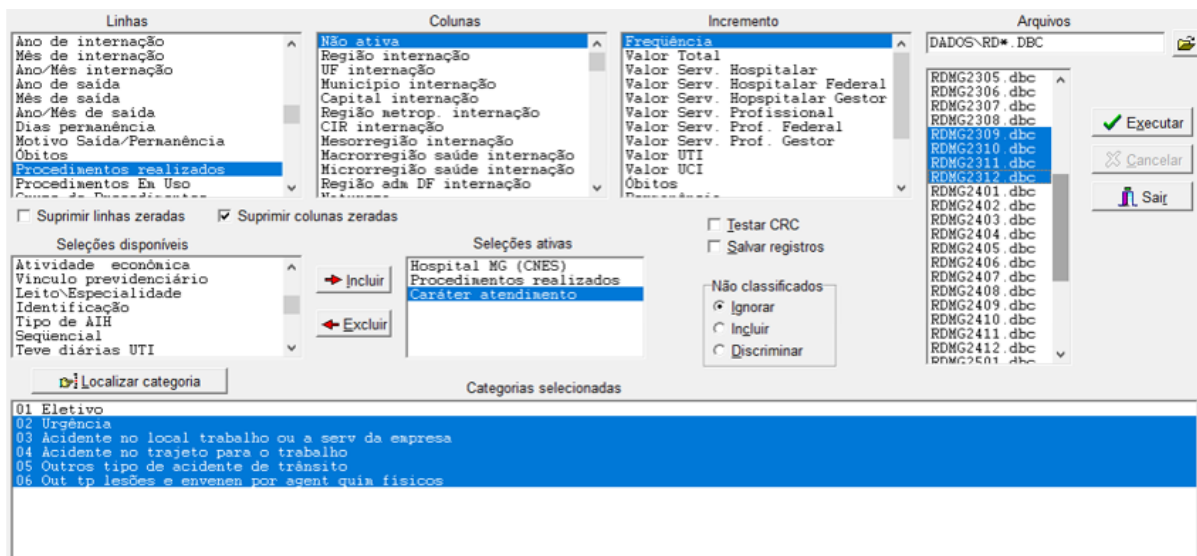 Linhas
Colunas
Incremento
Arquivos
Ano de internação
Mês de internação
Ano/Mês internação
Ano de saída
Mês de saída
Ano/Mês de saída
Dias permanência
Motivo Saída/Permanência
Óbitos
Procedimentos realizados
Procedimentos Em Uso
Não ativa
Região internação
UF internação
Município internação
Capital internação
Região metrop. internação
CIR internação
Mesorregião internação
Macrorregião saúde internação
Microrregião saúde internação
Região adm DF internação
Freqüência
Valor Total
Valor Serv. Hospitalar
Valor Serv. Hospitalar Federal
Valor Serv. Hopspitalar Gestor
Valor Serv. Profissional
Valor Serv. Prof. Federal
Valor Serv. Prof. Gestor
Valor UTI
Valor UCI
Óbitos
DADOS\RD*.DBC
RDMG2305.dbc
RDMG2306.dbc
RDMG2307.dbc
RDMG2308.dbc
RDMG2309.dbc
RDMG2310.dbc
RDMG2311.dbc
RDMG2312.dbc
RDMG2401.dbc
RDMG2402.dbc
RDMG2403.dbc
RDMG2404.dbc
RDMG2405.dbc
RDMG2406.dbc
RDMG2407.dbc
RDMG2408.dbc
RDMG2409.dbc
RDMG2410.dbc
RDMG2411.dbc
RDMG2412.dbc
RDMG2501.dbc
Executar
Cancelar
Sair
Suprimir linhas zeradas
Suprimir colunas zeradas
Testar CRC
Salvar registros
Seleções disponíveis
Atividade econômica
Vínculo previdenciário
Leito\Especialidade
Identificação
Tipo de AIH
Seqüencial
Teve diárias UTI
Incluir
Excluir
Seleções ativas
Hospital MG (CNES)
Procedimentos realizados
Caráter atendimento
Não classificados
Ignorar
Incluir
Discriminar
Localizar categoria
Categorias selecionadas
01 Eletivo
02 Urgência
03 Acidente no local trabalho ou a serv da empresa
04 Acidente no trajeto para o trabalho
05 Outros tipo de acidente de trânsito
06 Out tp lesões e envenen por agent quím físicos